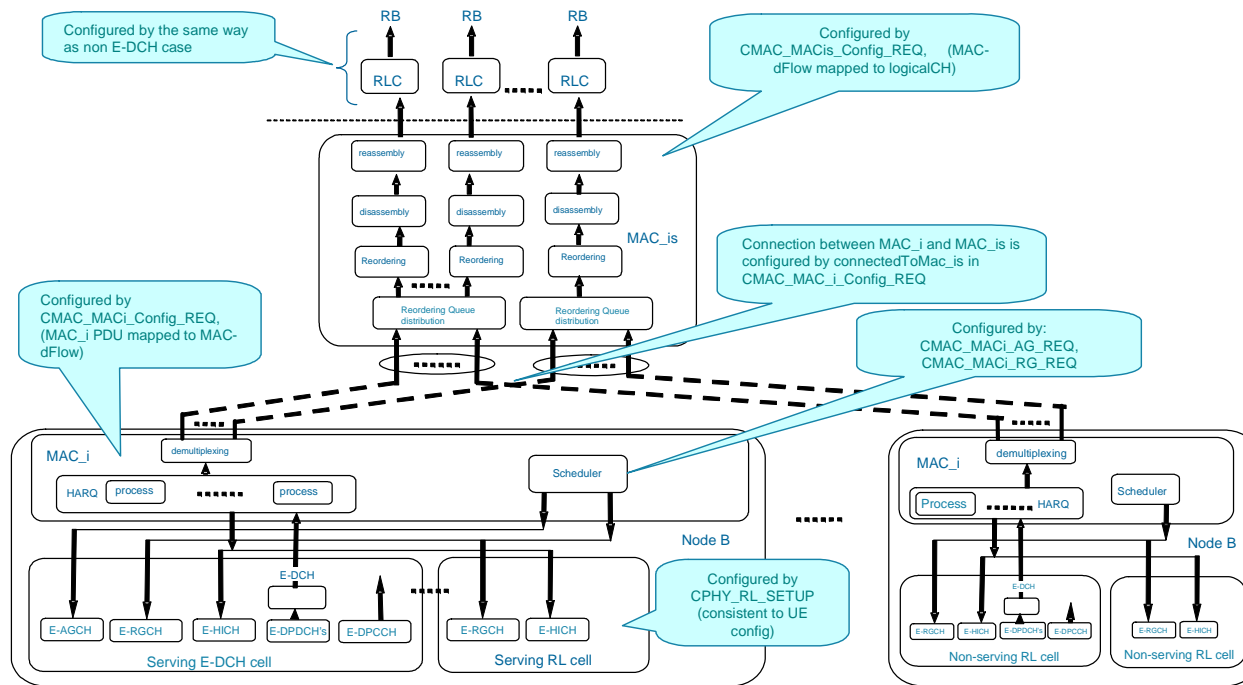 RB
RB
RB
Configured by the same way
as non E-DCH case
Configured by
CMAC_MACis_Config_REQ, (MAC-
dFlow mapped to logicalCH)
RLC
RLC
RLC
reassembly
reassembly
reassembly
disassembly
disassembly
disassembly
MAC_is
Reordering
Reordering
Reordering
Connection between MAC_i and MAC_is is
configured by connectedToMac_is in
CMAC_MAC_i_Config_REQ
Configured by
CMAC_MACi_Config_REQ,
(MAC_i PDU mapped to MAC-
dFlow)
Reordering Queue
distribution
Reordering Queue
distribution
Configured by:
CMAC_MACi_AG_REQ,
CMAC_MACi_RG_REQ
MAC_i
demultiplexing
Scheduler
HARQ
process
process
Node B
MAC_i
demultiplexing
Process
HARQ
Scheduler
Node B
E-DCH
E-AGCH
E-RGCH
E-HICH
E-DPDCH's
E-DPCCH
Serving E-DCH cell
E-RGCH
E-HICH
Serving RL cell
Configured by
CPHY_RL_SETUP
(consistent to UE
config)
E-DCH
E-RGCH
E-HICH
E-DPDCH's
E-DPCCH
Non-serving RL cell
E-RGCH
E-HICH
Non-serving RL cell